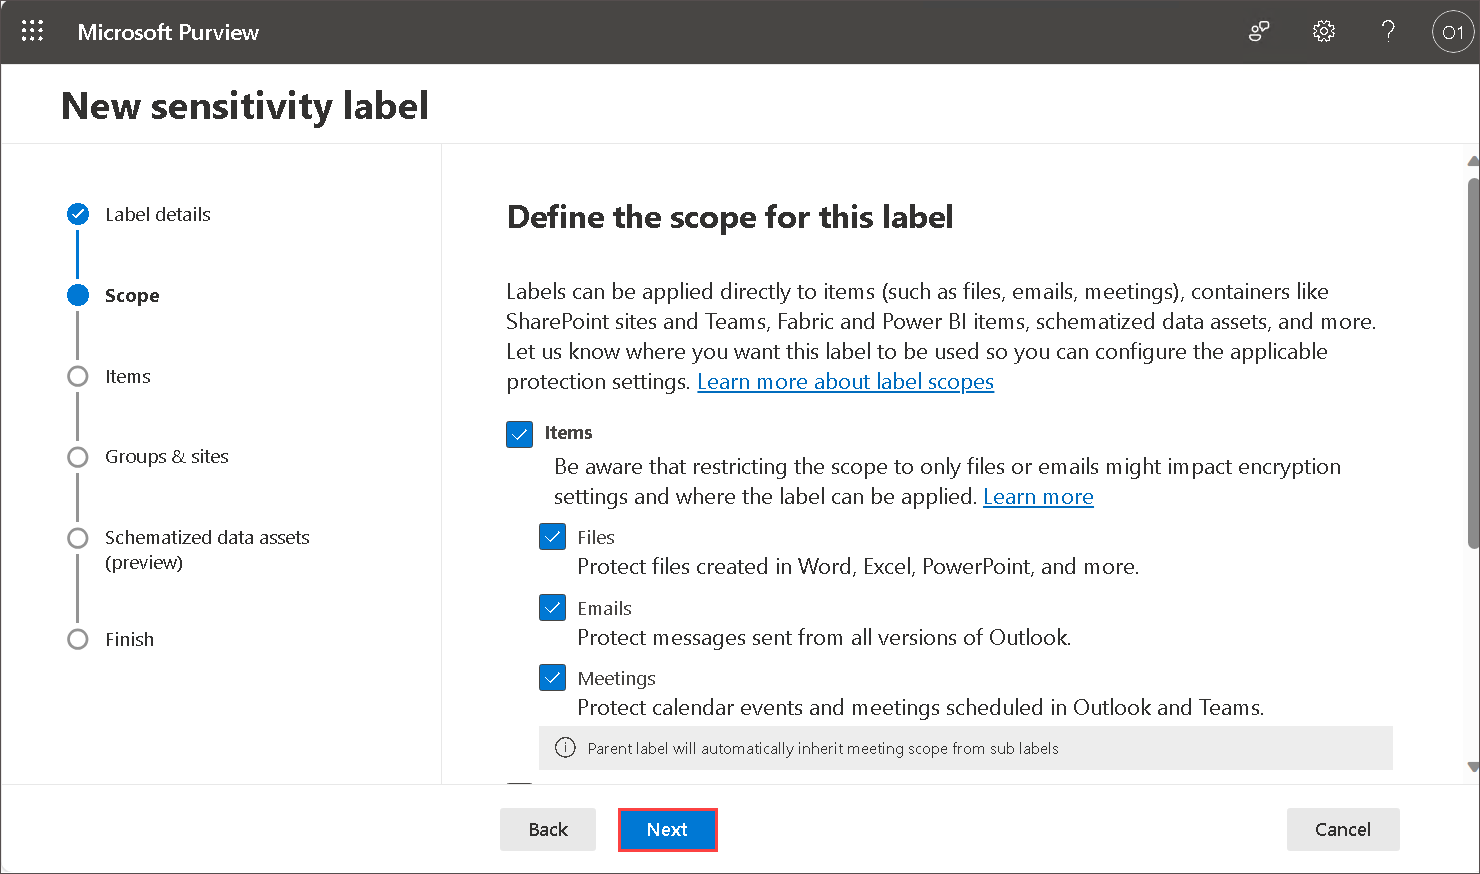 Microsoft Purview
?
O1
New sensitivity label
Label details
Scope
Items
Groups & sites
Schematized data assets
(preview)
Finish
Define the scope for this label
Labels can be applied directly to items (such as files, emails, meetings), containers like
SharePoint sites and Teams, Fabric and Power BI items, schematized data assets, and more.
Let us know where you want this label to be used so you can configure the applicable
protection settings. Learn more about label scopes
Items
Be aware that restricting the scope to only files or emails might impact encryption
settings and where the label can be applied. Learn more
Files
Protect files created in Word, Excel, PowerPoint, and more.
Emails
Protect messages sent from all versions of Outlook.
Meetings
Protect calendar events and meetings scheduled in Outlook and Teams.
Parent label will automatically inherit meeting scope from sub labels
Back
Next
Cancel